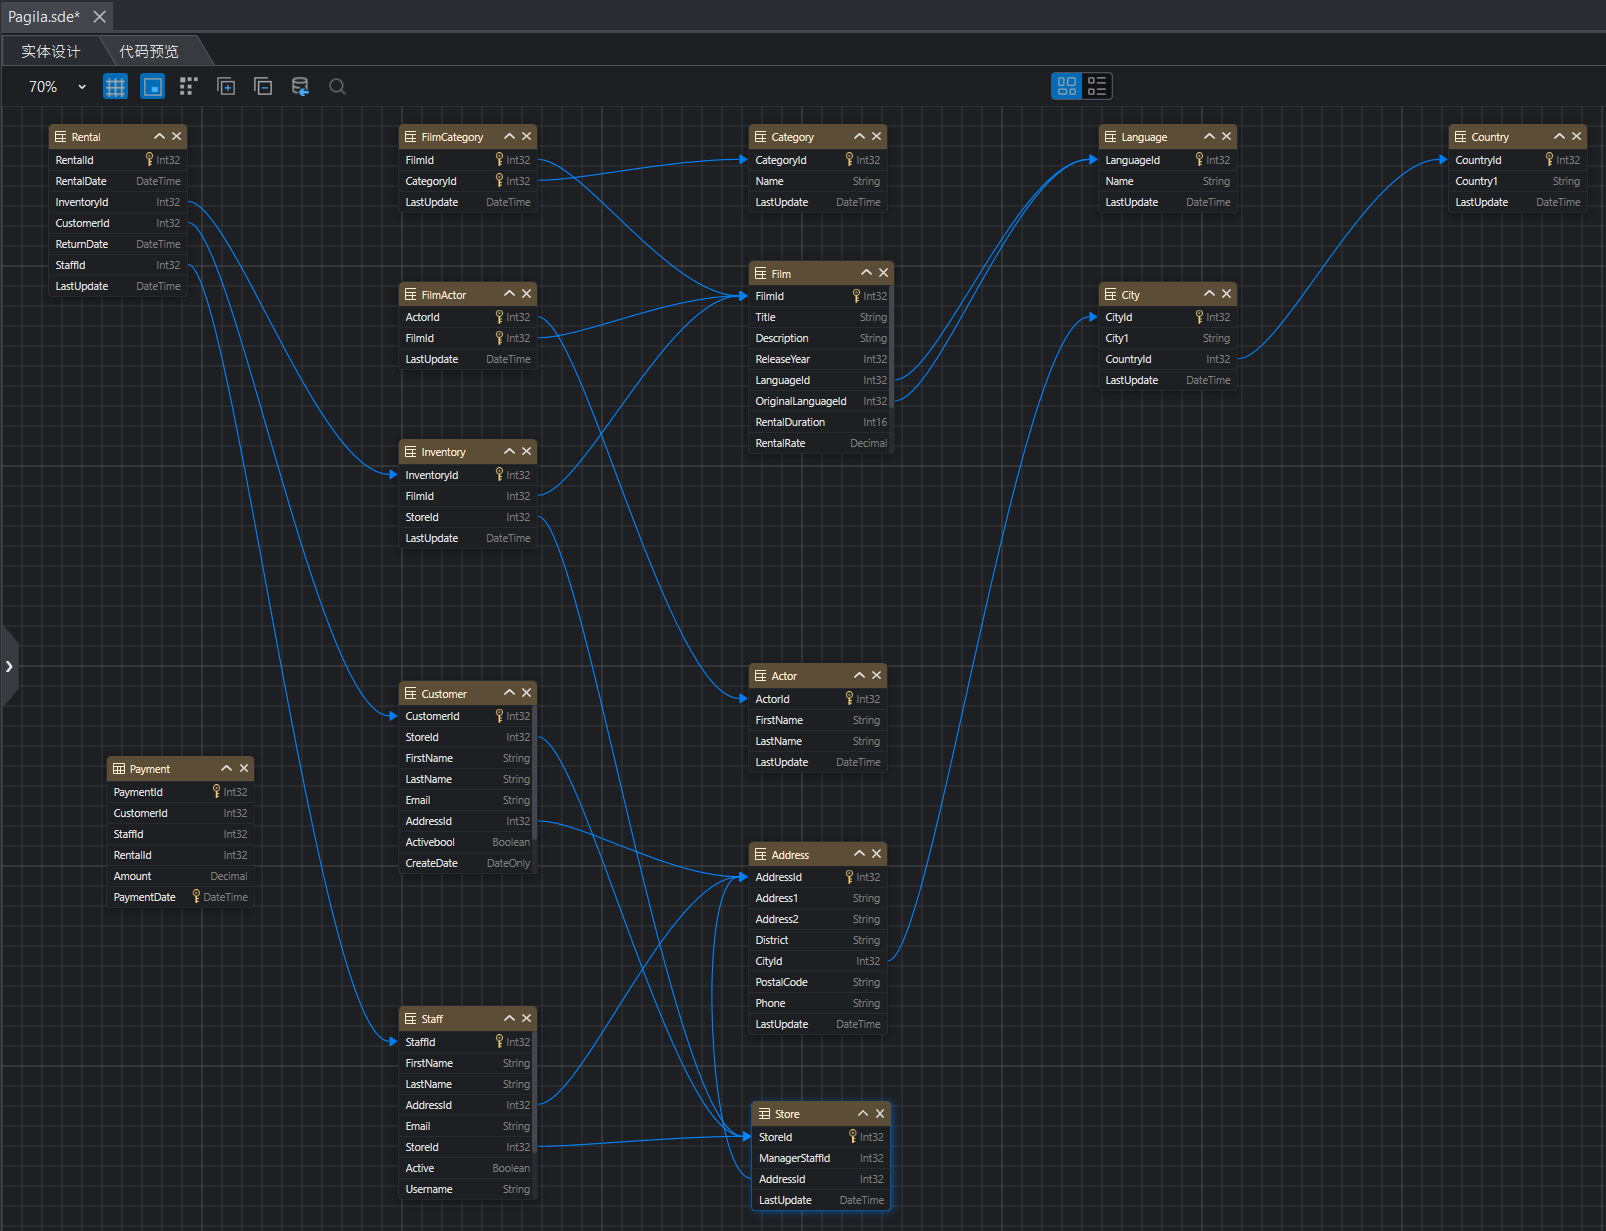 Pagila.sde*
实体设计
代码预览
70%
Rental
RentalId Int32
RentalDate DateTime
InventoryId Int32
CustomerId Int32
ReturnDate DateTime
StaffId Int32
LastUpdate DateTime
FilmCategory
FilmId Int32
CategoryId Int32
LastUpdate DateTime
Category
CategoryId Int32
Name String
LastUpdate DateTime
Language
LanguageId Int32
Name String
LastUpdate DateTime
Country
CountryId Int32
Country1 String
LastUpdate DateTime
FilmActor
ActorId Int32
FilmId Int32
LastUpdate DateTime
Film
FilmId Int32
Title String
Description String
ReleaseYear Int32
LanguageId Int32
OriginalLanguageId Int32
RentalDuration Int16
RentalRate Decimal
City
CityId Int32
City1 String
CountryId Int32
LastUpdate DateTime
Inventory
InventoryId Int32
FilmId Int32
StoreId Int32
LastUpdate DateTime
Customer
CustomerId Int32
StoreId Int32
FirstName String
LastName String
Email String
AddressId Int32
Activebool Boolean
CreateDate DateOnly
Actor
ActorId Int32
FirstName String
LastName String
LastUpdate DateTime
Payment
PaymentId Int32
CustomerId Int32
StaffId Int32
RentalId Int32
Amount Decimal
PaymentDate DateTime
Address
AddressId Int32
Address1 String
Address2 String
District String
CityId Int32
PostalCode String
Phone String
LastUpdate DateTime
Staff
StaffId Int32
FirstName String
LastName String
AddressId Int32
Email String
StoreId Int32
Active Boolean
Username String
Store
StoreId Int32
ManagerStaffId Int32
AddressId Int32
LastUpdate DateTime